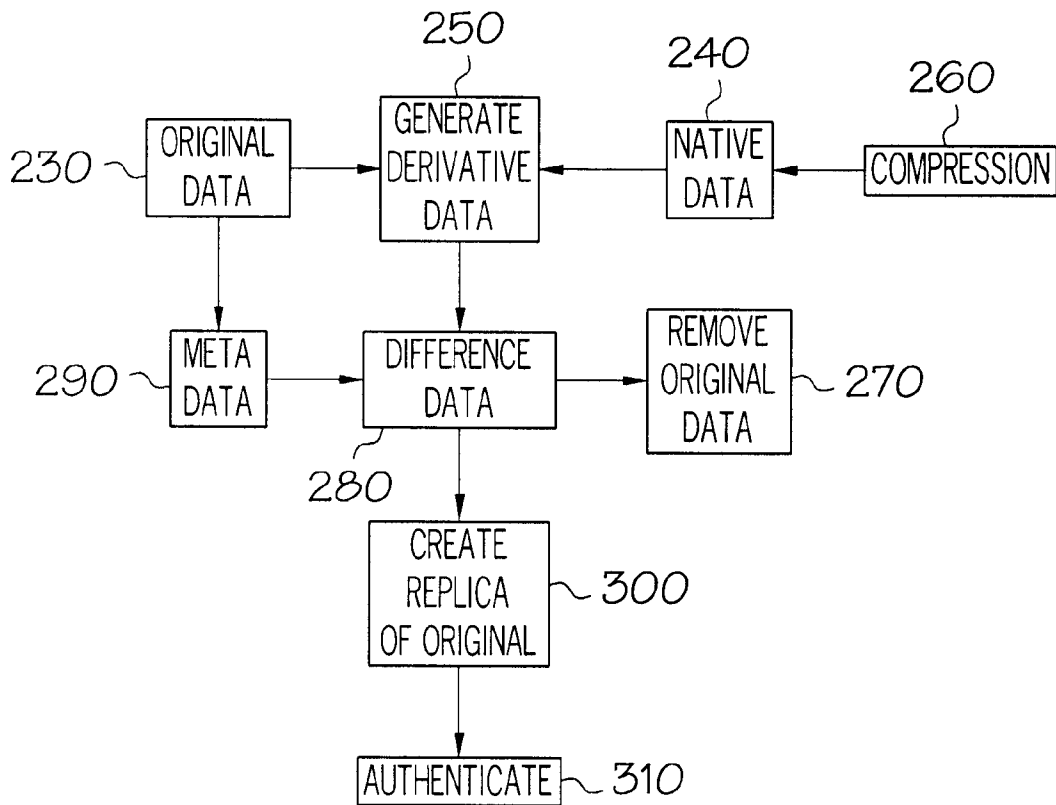 250
240
260
GENERATE
DERIVATIVE
DATA
ORIGINAL
DATA
230
NATIVE
DATA
COMPRESSION
META
DATA
290
DIFFERENCE
DATA
280
REMOVE
ORIGINAL
DATA
270
CREATE
REPLICA
OF ORIGINAL
300
AUTHENTICATE
310